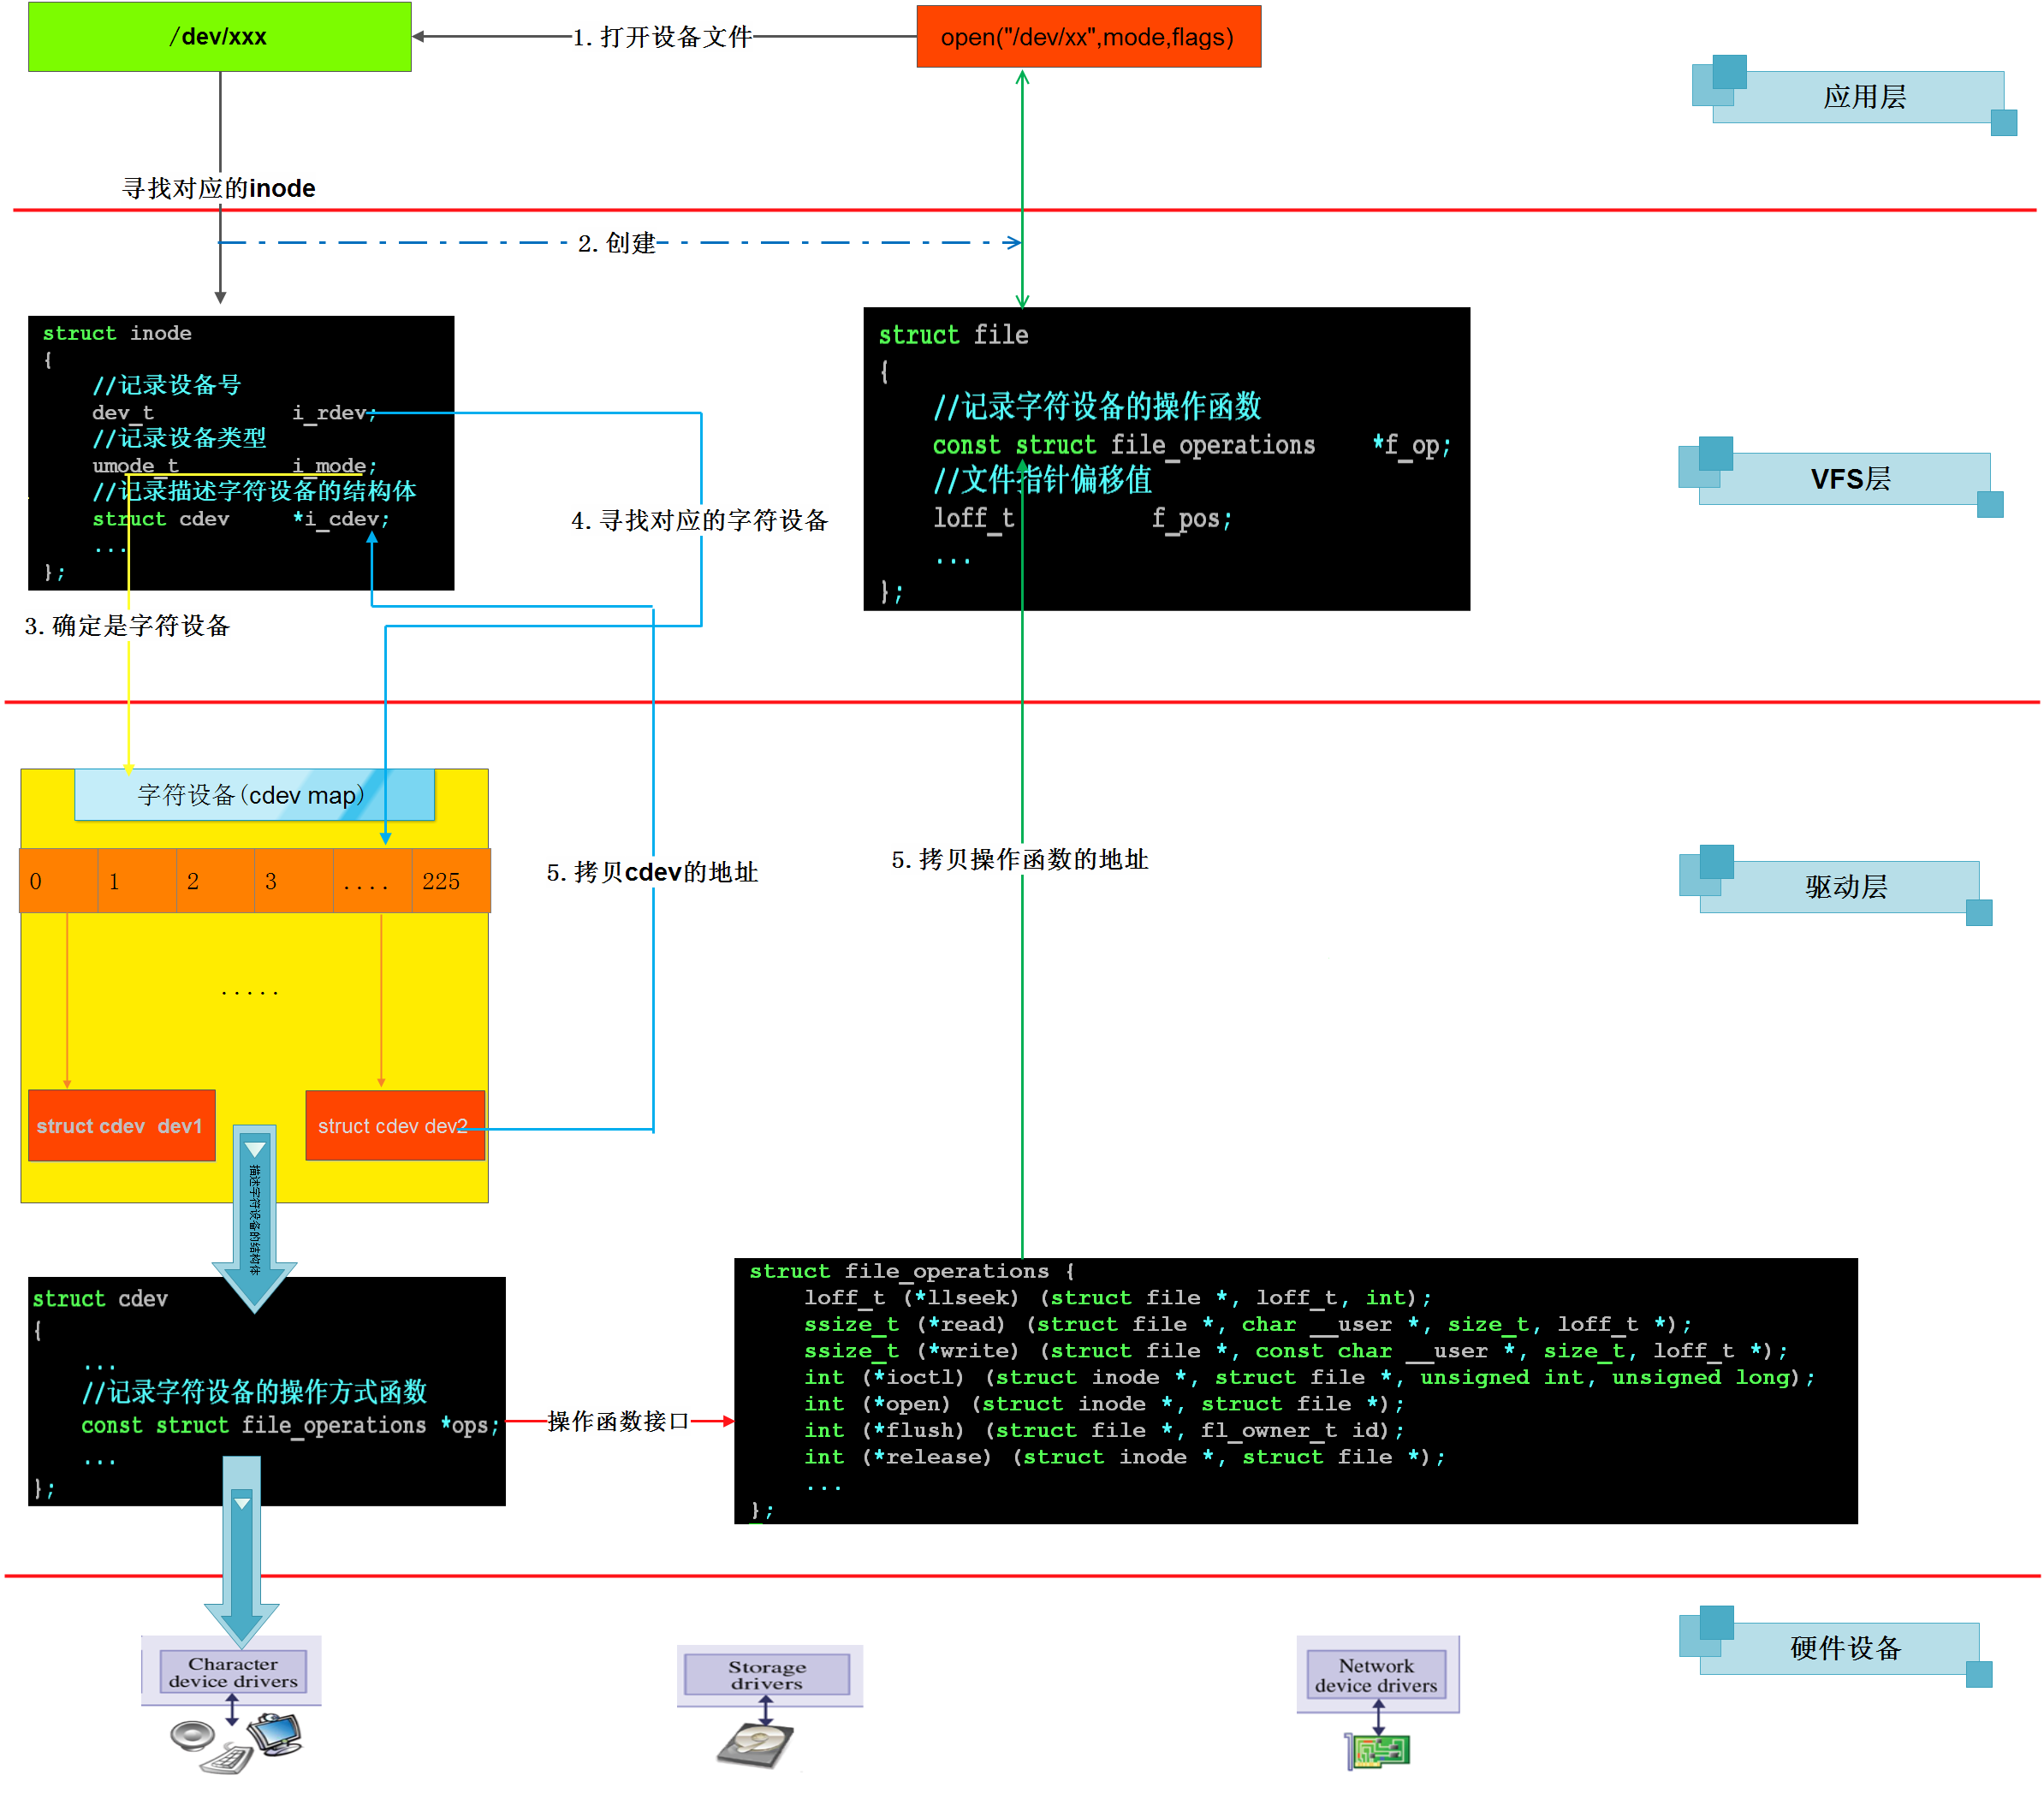 /dev/xxx
1.打开设备文件
open("/dev/xx",mode,flags)
应用层
寻找对应的inode
2.创建
struct inode
{
//记录设备号
dev_t i_rdev;
//记录设备类型
umode_t i_mode;
//记录描述字符设备的结构体
struct cdev *i_cdev;
...
};
struct file
{
//记录字符设备的操作函数
const struct file_operations *f_op;
//文件指针偏移值
loff_t f_pos;
...
};
VFS层
4.寻找对应的字符设备
3.确定是字符设备
字符设备(cdev map)
0 1 2 3 .... 225
5.拷贝cdev的地址
5.拷贝操作函数的地址
驱动层
.....
struct cdev dev1
struct cdev dev2
描述字符设备的结构体
struct cdev
{
...
//记录字符设备的操作方式函数
const struct file_operations *ops;
...
};
操作函数接口
struct file_operations {
loff_t (*llseek) (struct file *, loff_t, int);
ssize_t (*read) (struct file *, char __user *, size_t, loff_t *);
ssize_t (*write) (struct file *, const char __user *, size_t, loff_t *);
int (*ioctl) (struct inode *, struct file *, unsigned int, unsigned long);
int (*open) (struct inode *, struct file *);
int (*flush) (struct file *, fl_owner_t id);
int (*release) (struct inode *, struct file *);
...
};
硬件设备
Character
device drivers
Storage
drivers
Network
device drivers